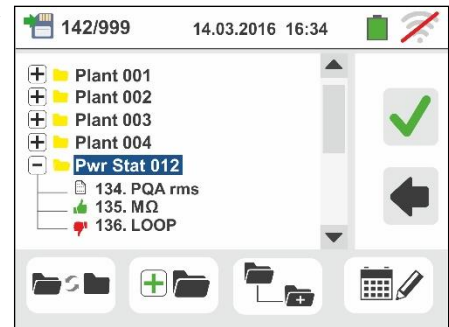 142/999 14.03.2016 16:34
Plant 001
Plant 002
Plant 003
Plant 004
Pwr Stat 012
134. PQA rms
135. MΩ
136. LOOP